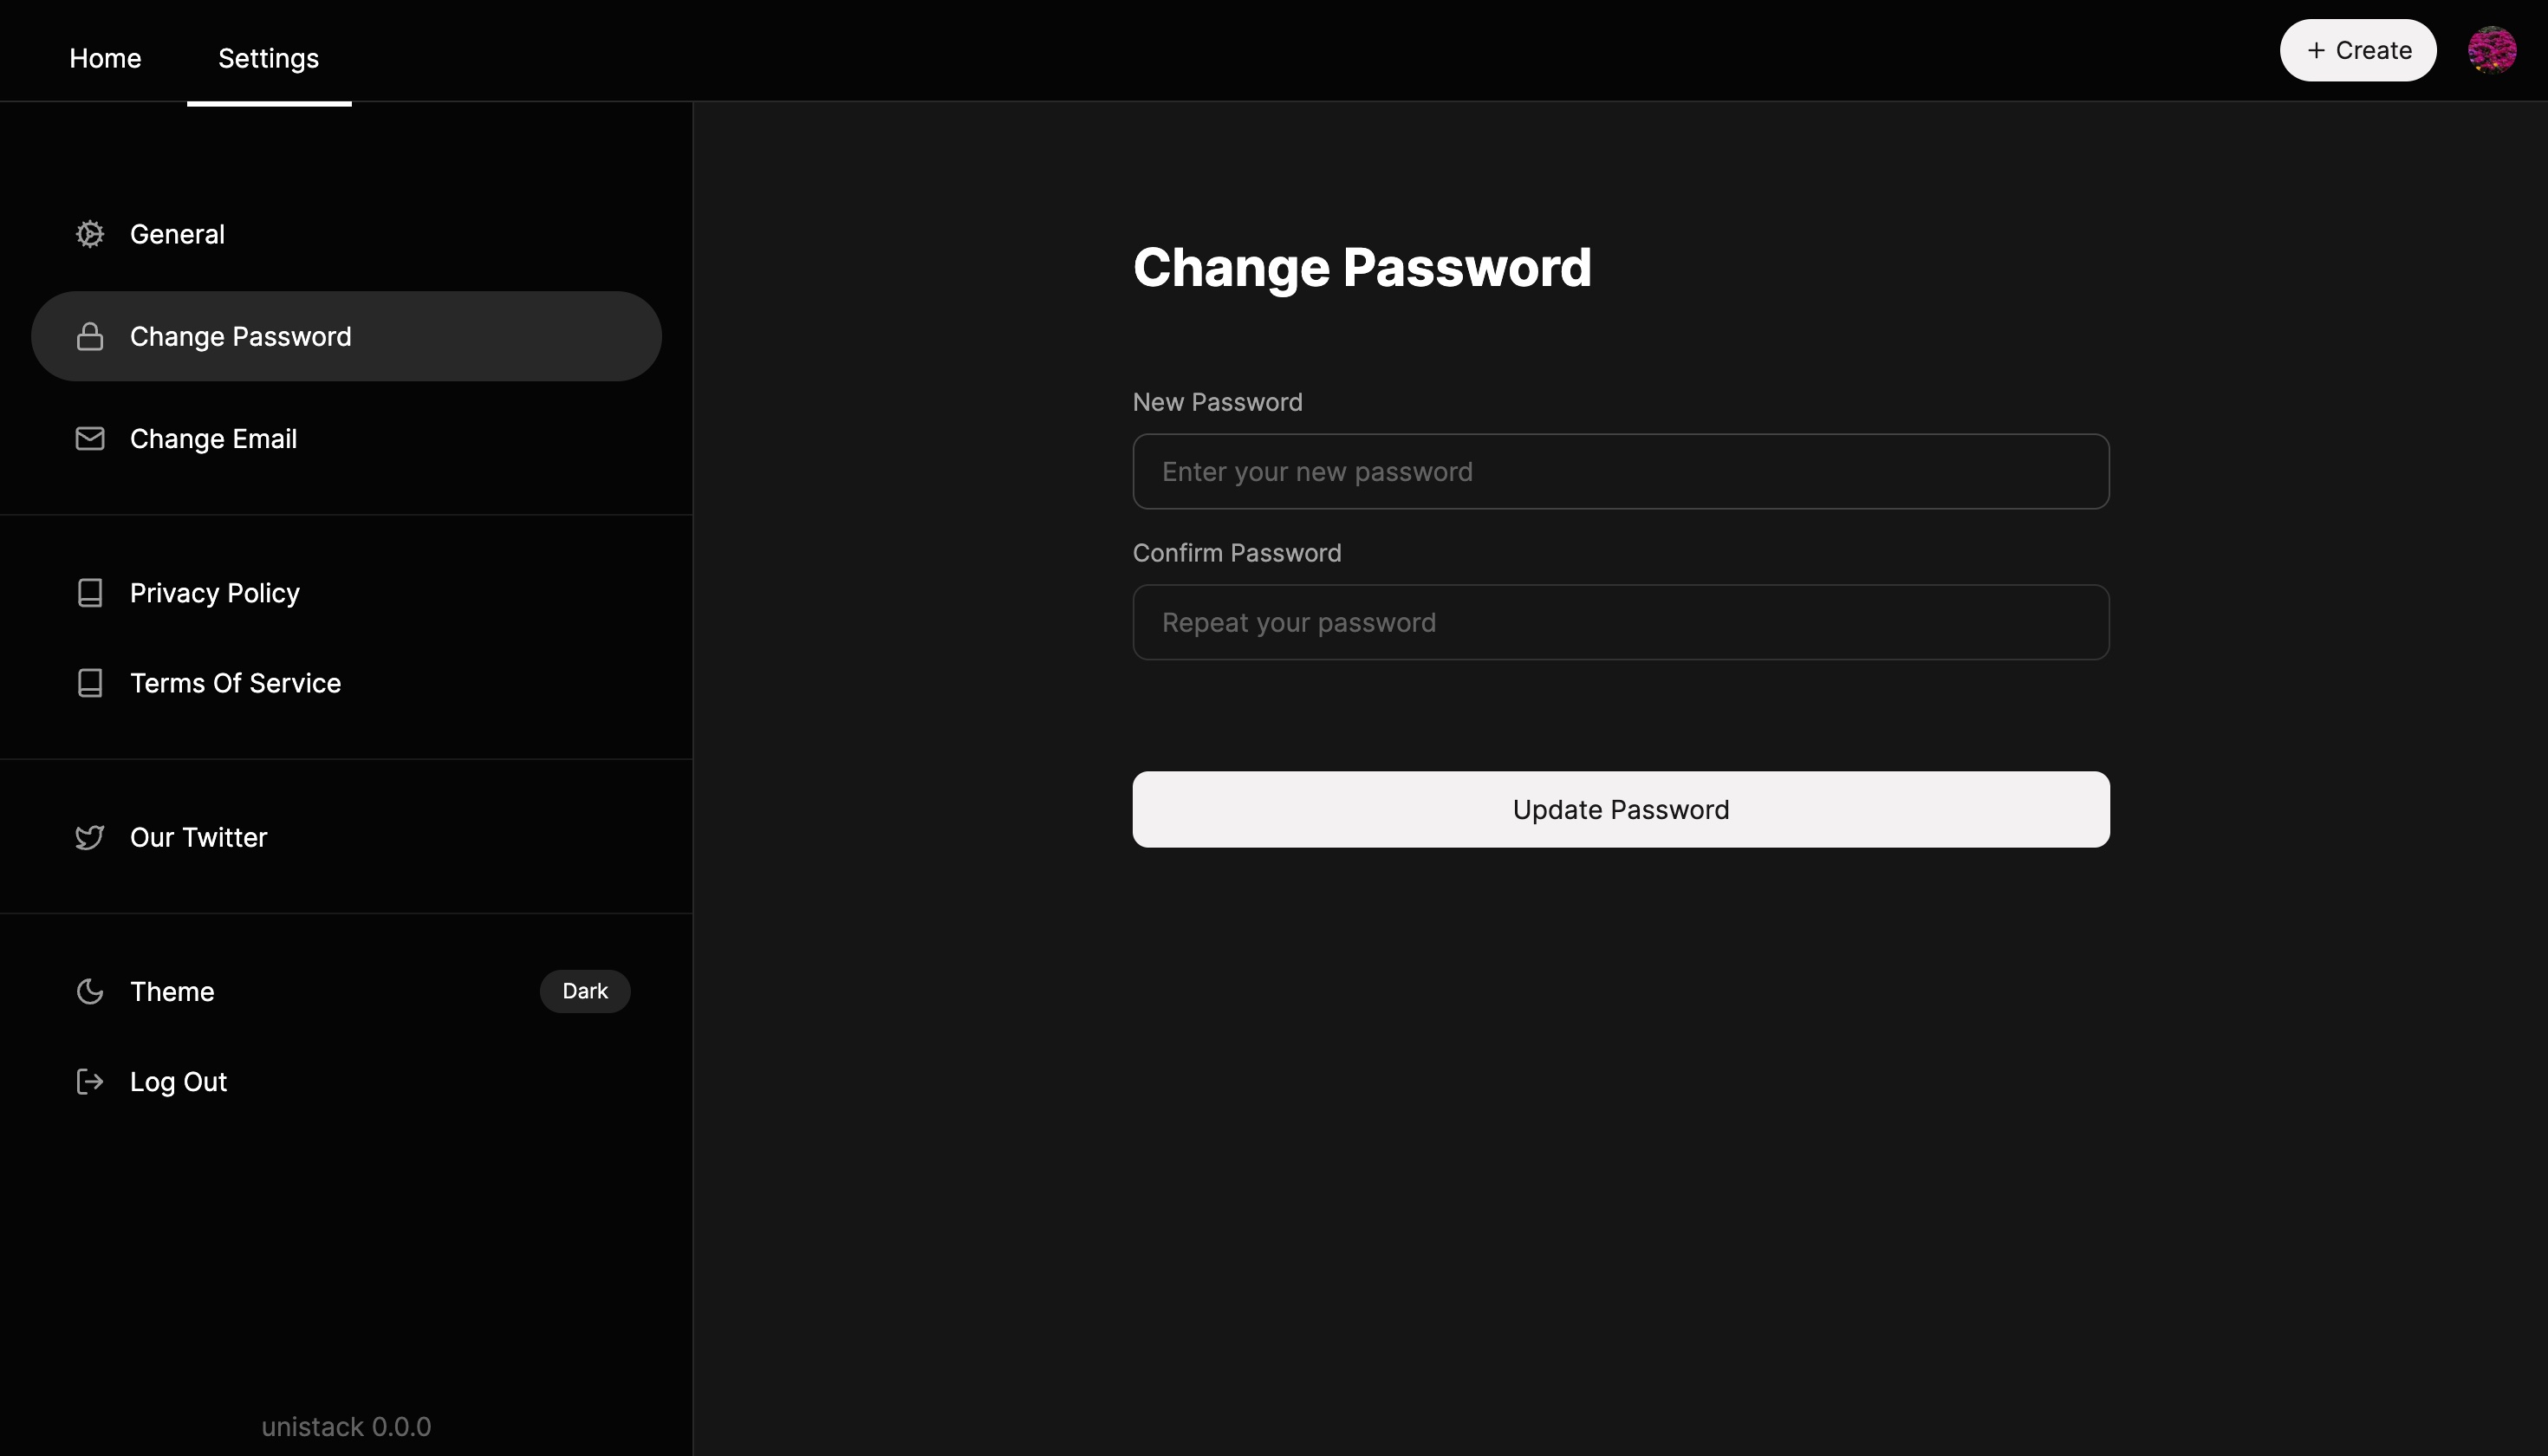 Home
Settings
+ Create
General
Change Password
Change Email
Privacy Policy
Terms Of Service
Our Twitter
Theme
Dark
Log Out
unistack 0.0.0
Change Password
New Password
Enter your new password
Confirm Password
Repeat your password
Update Password